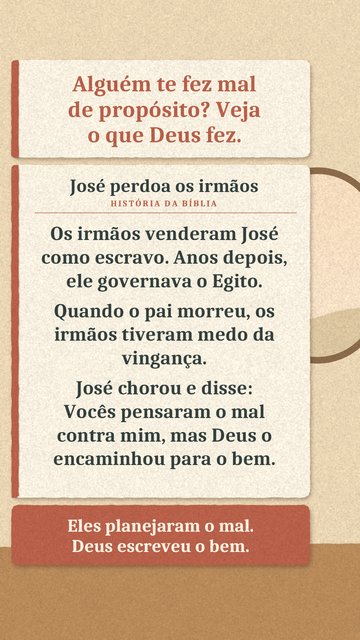 Alguém te fez mal
de propósito? Veja
o que Deus fez.
José perdoa os irmãos
HISTÓRIA DA BÍBLIA
Os irmãos venderam José
como escravo. Anos depois,
ele governava o Egito.
Quando o pai morreu, os
irmãos tiveram medo da
vingança.
José chorou e disse:
Vocês pensaram o mal
contra mim, mas Deus o
encaminhou para o bem.
Eles planejaram o mal.
Deus escreveu o bem.